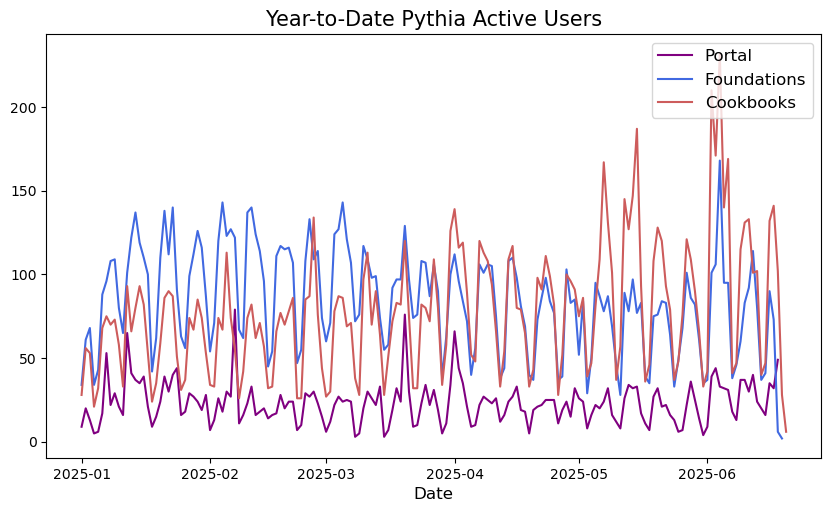 Year-to-Date Pythia Active Users
Portal
Foundations
Cookbooks
200
150
100
50
0
2025-01 2025-02 2025-03 2025-04 2025-05 2025-06
Date